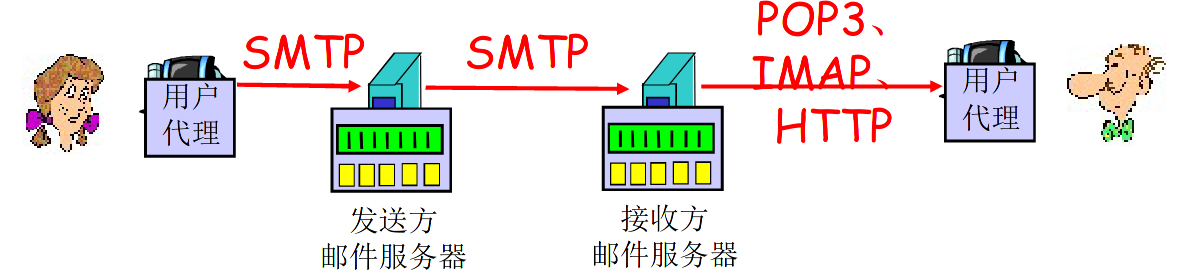 SMTP
SMTP
POP3、
IMAP、
HTTP
用户
代理
用户
代理
发送方
邮件服务器
接收方
邮件服务器